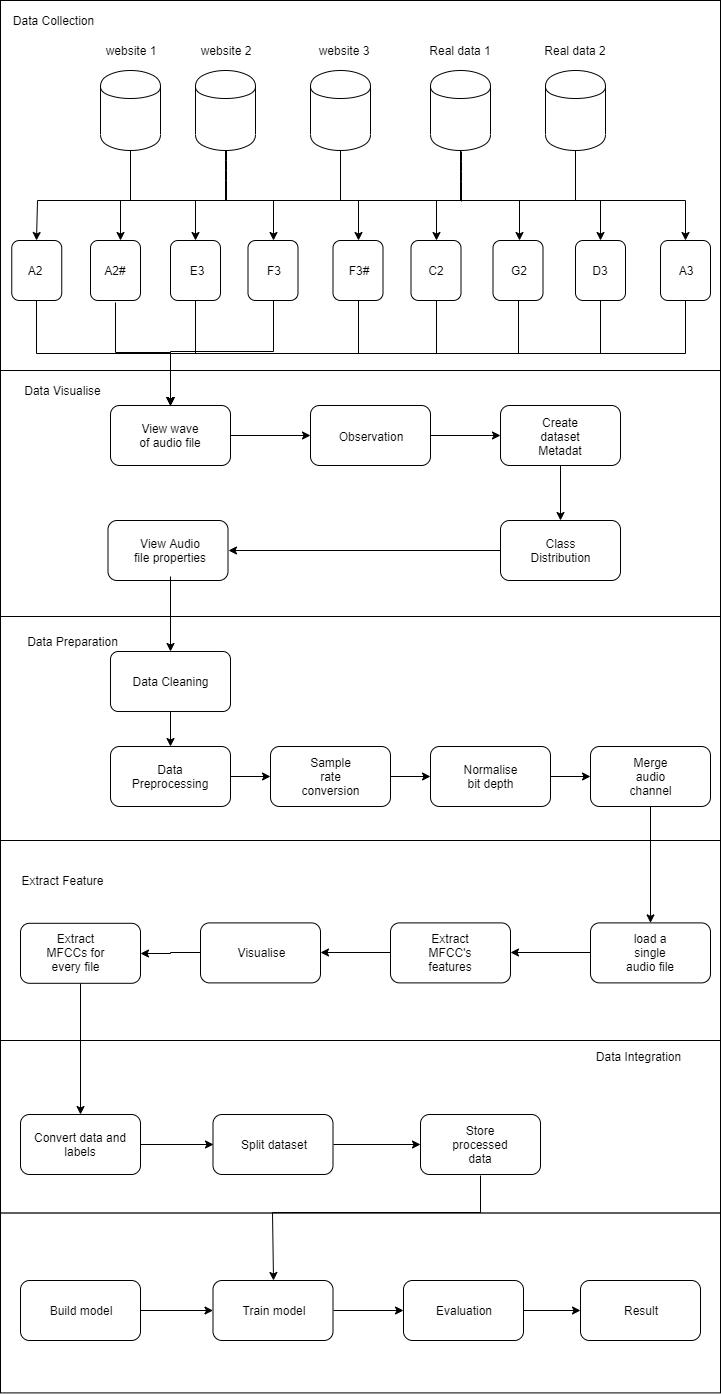 Data Collection
website 1
website 2
website 3
Real data 1
Real data 2
A2
A2#
E3
F3
F3#
C2
G2
D3
A3
Data Visualise
View wave
of audio file
Observation
Create
dataset
Metadat
View Audio
file properties
Class
Distribution
Data Preparation
Data Cleaning
Data
Preprocessing
Sample
rate
conversion
Normalise
bit depth
Merge
audio
channel
Extract Feature
Extract
MFCCs for
every file
Visualise
Extract
MFCC's
features
load a
single
audio file
Data Integration
Convert data and
labels
Split dataset
Store
processed
data
Build model
Train model
Evaluation
Result